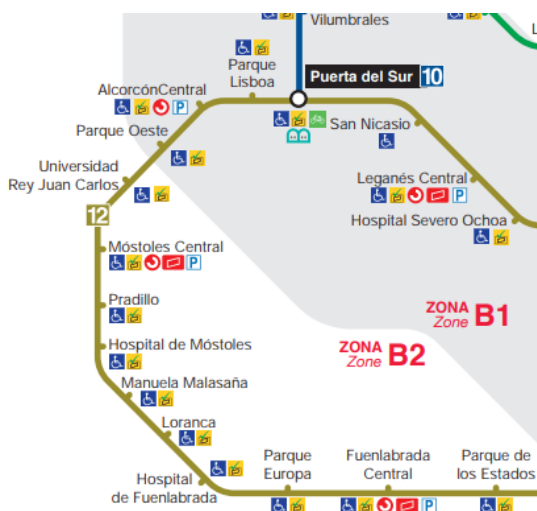 Vilumbrales
L
Parque
Lisboa
Puerta del Sur 10
AlcorcónCentral
P
San Nicasio
Parque Oeste
Universidad
Rey Juan Carlos
Leganés Central
P
12
Hospital Severo Ochoa
Móstoles Central
P
Pradillo
ZONA B1
Zone
Hospital de Móstoles
ZONA B2
Zone
Manuela Malasaña
Loranca
Hospital
de Fuenlabrada
Parque
Europa
Fuenlabrada
Central
P
Parque de
los Estados